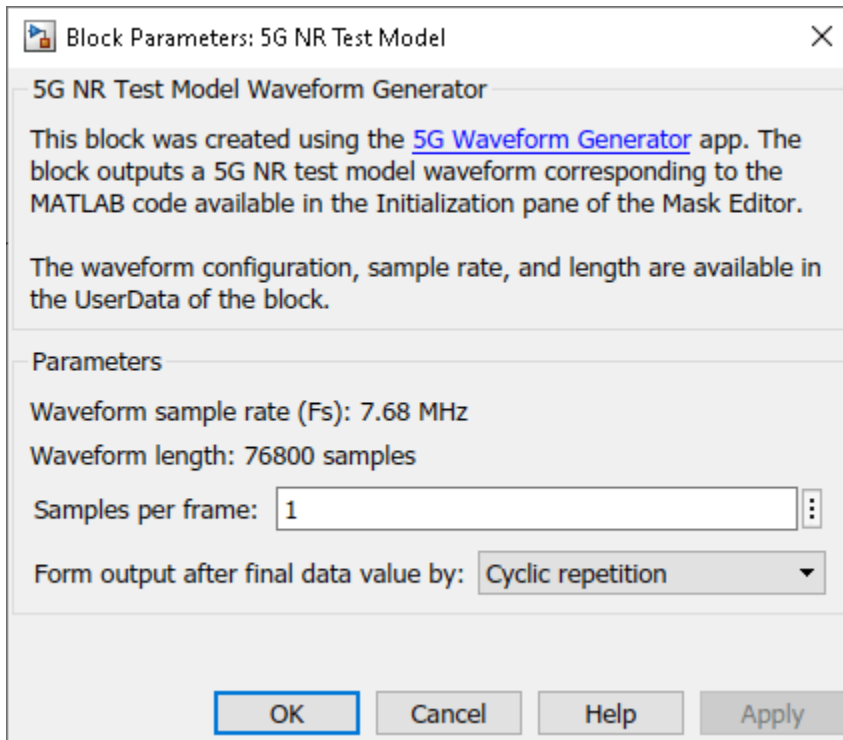 Block Parameters: 5G NR Test Model
5G NR Test Model Waveform Generator
This block was created using the 5G Waveform Generator app. The
block outputs a 5G NR test model waveform corresponding to the
MATLAB code available in the Initialization pane of the Mask Editor.
The waveform configuration, sample rate, and length are available in
the UserData of the block.
Parameters
Waveform sample rate (Fs): 7.68 MHz
Waveform length: 76800 samples
Samples per frame: 1
Form output after final data value by: Cyclic repetition
OK Cancel Help Apply